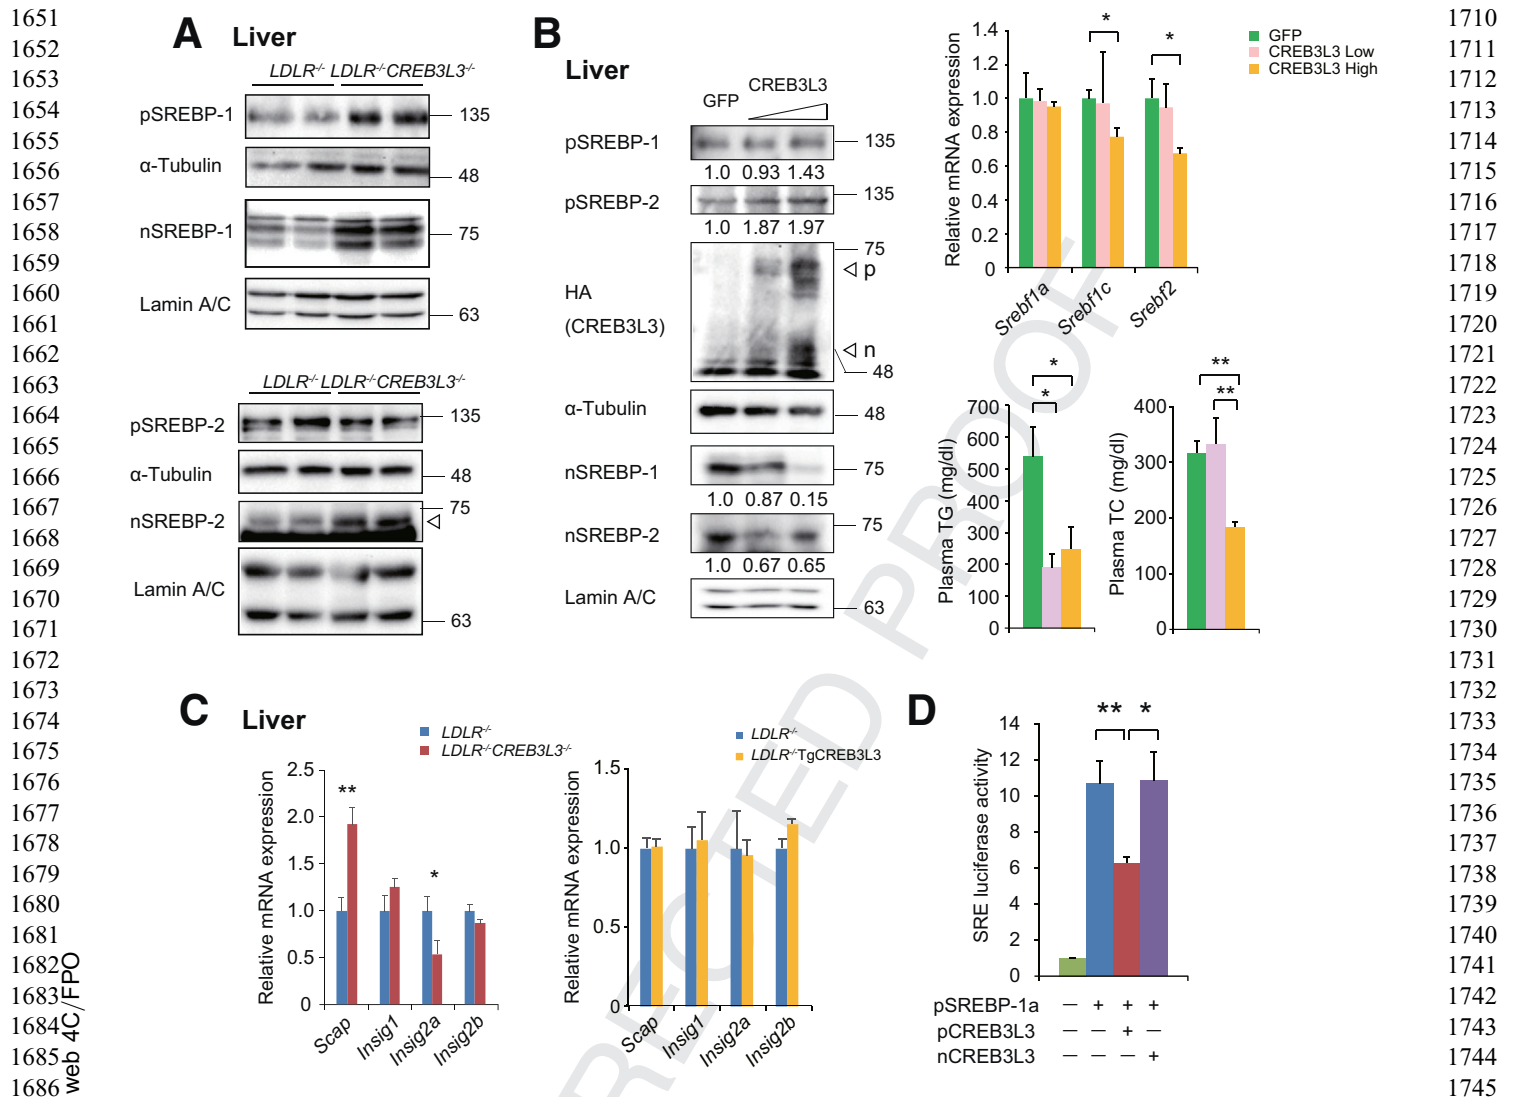 1651
1652
1653
1654
1655
1656
1657
1658
1659
1660
1661
1662
1663
1664
1665
1666
1667
1668
1669
1670
1671
1672
1673
1674
1675
1676
1677
1678
1679
1680
1681
1682
1683
1684
1685
1686
web 4C/FPO
A Liver
LDLR-/- LDLR-/-CREB3L3-/-
pSREBP-1 135
α-Tubulin 48
nSREBP-1 75
Lamin A/C 63
LDLR-/- LDLR-/-CREB3L3-/-
pSREBP-2 135
α-Tubulin 48
nSREBP-2 75
Lamin A/C 63
B Liver
CREB3L3
GFP
pSREBP-1 135
1.0 0.93 1.43
pSREBP-2 135
1.0 1.87 1.97
75
p
HA
(CREB3L3)
n
48
α-Tubulin 48
nSREBP-1 75
1.0 0.87 0.15
nSREBP-2 75
1.0 0.67 0.65
Lamin A/C 63
Relative mRNA expression
1.4
1.2
1.0
0.8
0.6
0.4
0.2
0
* *
Srebf1a Srebf1c Srebf2
GFP
CREB3L3 Low
CREB3L3 High
Plasma TG (mg/dl)
700
600
500
400
300
200
100
0
*
*
Plasma TC (mg/dl)
400
300
200
100
0
**
**
C Liver
LDLR-/-
LDLR-/-CREB3L3-/-
Relative mRNA expression
2.5
2.0
1.5
1.0
0.5
0
** *
Scap Insig1 Insig2a Insig2b
LDLR-/-
LDLR-/-TgCREB3L3
Relative mRNA expression
1.5
1.0
0.5
0
Scap Insig1 Insig2a Insig2b
D
SRE luciferase activity
14
12
10
8
6
4
2
0
** *
pSREBP-1a — + + +
pCREB3L3 — — + —
nCREB3L3 — — — +
1710
1711
1712
1713
1714
1715
1716
1717
1718
1719
1720
1721
1722
1723
1724
1725
1726
1727
1728
1729
1730
1731
1732
1733
1734
1735
1736
1737
1738
1739
1740
1741
1742
1743
1744
1745